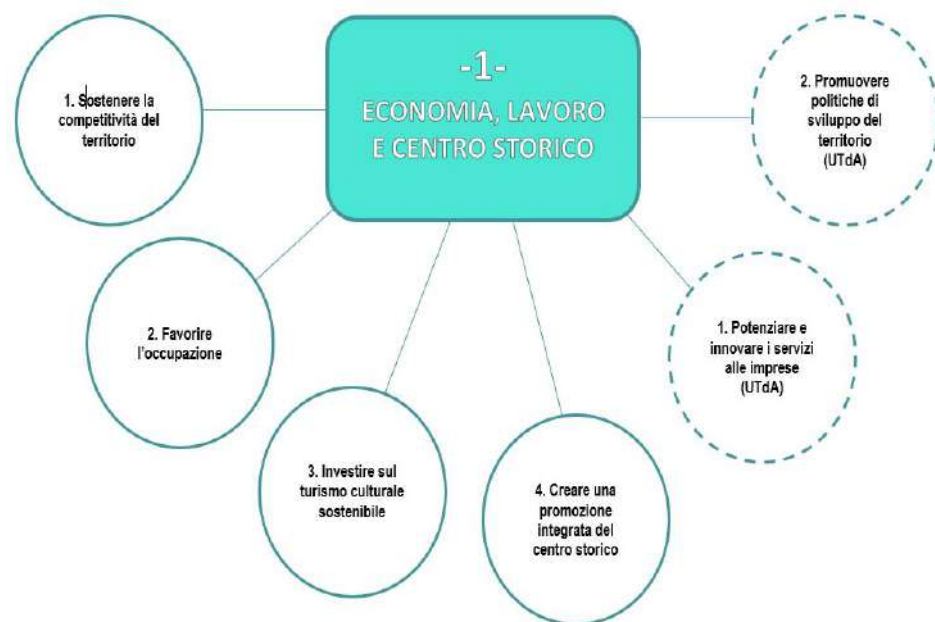 -1-
ECONOMIA, LAVORO
E CENTRO STORICO
1. Sostenere la
competitività del
territorio
2. Favorire
l'occupazione
3. Investire sul
turismo culturale
sostenibile
4. Creare una
promozione
integrata del
centro storico
1. Potenziare e
innovare i servizi
alle imprese
(UTdA)
2. Promuovere
politiche di
sviluppo del
territorio
(UTdA)